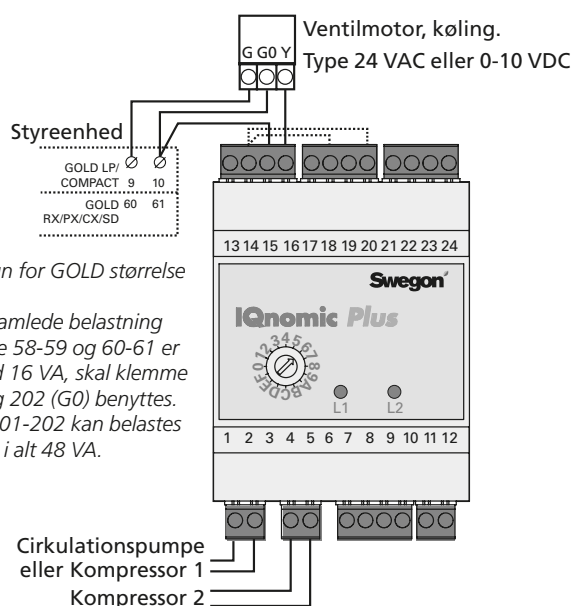 Ventilmotor, køling.
G G0 Y
Type 24 VAC eller 0-10 VDC
Styreenhed
GOLD LP/
COMPACT 9 10
GOLD 60 61
RX/PX/CX/SD
13 14 15 16 17 18 19 20 21 22 23 24
for GOLD størrelse
Swegon
belastning
IQnomic Plus
58-59 og 60-61 er
0 1 2 3 4 5 6 7 8 9 A B C D E F
16 VA, skal klemme
202 (G0) benyttes.
L1 L2
01-202 kan belastes
1 2 3 4 5 6 7 8 9 10 11 12
i alt 48 VA.
Cirkulationspumpe
eller Kompressor 1
Kompressor 2